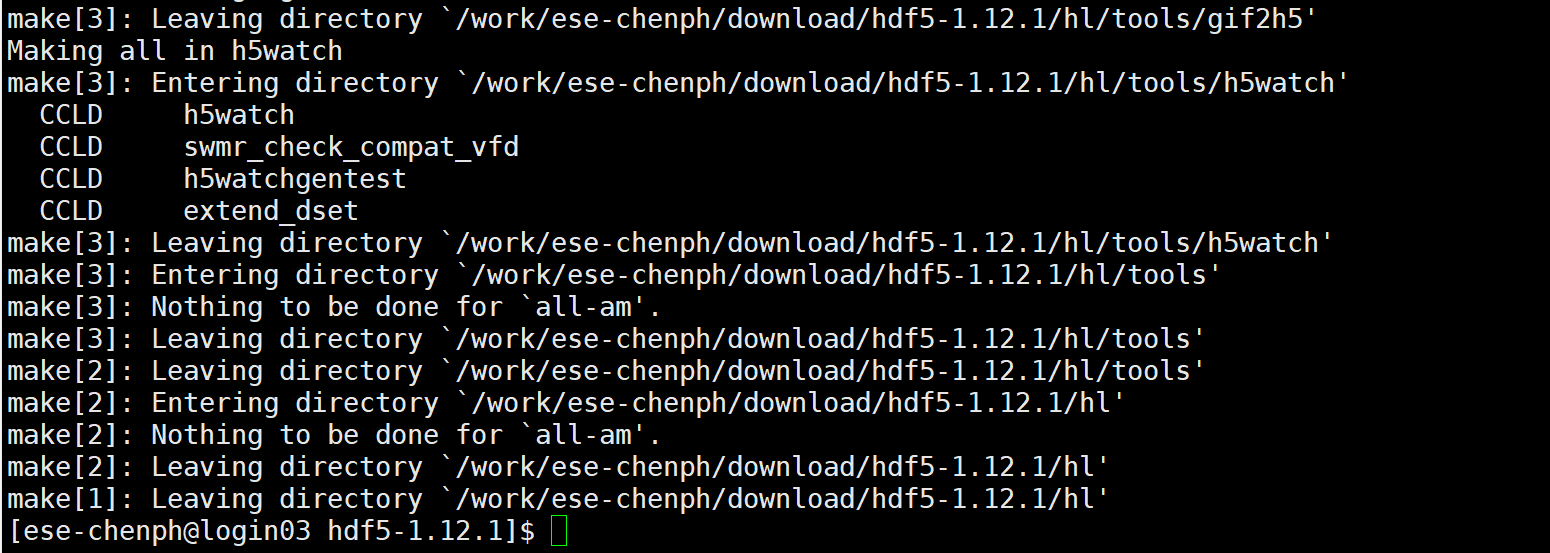 make[3]: Leaving directory `/work/ese-chenph/download/hdf5-1.12.1/hl/tools/gif2h5'
Making all in h5watch
make[3]: Entering directory `/work/ese-chenph/download/hdf5-1.12.1/hl/tools/h5watch'
  CCLD     h5watch
  CCLD     swmr_check_compat_vfd
  CCLD     h5watchgentest
  CCLD     extend_dset
make[3]: Leaving directory `/work/ese-chenph/download/hdf5-1.12.1/hl/tools/h5watch'
make[3]: Entering directory `/work/ese-chenph/download/hdf5-1.12.1/hl/tools'
make[3]: Nothing to be done for `all-am'.
make[3]: Leaving directory `/work/ese-chenph/download/hdf5-1.12.1/hl/tools'
make[2]: Leaving directory `/work/ese-chenph/download/hdf5-1.12.1/hl/tools'
make[2]: Entering directory `/work/ese-chenph/download/hdf5-1.12.1/hl'
make[2]: Nothing to be done for `all-am'.
make[2]: Leaving directory `/work/ese-chenph/download/hdf5-1.12.1/hl'
make[1]: Leaving directory `/work/ese-chenph/download/hdf5-1.12.1/hl'
[ese-chenph@login03 hdf5-1.12.1]$